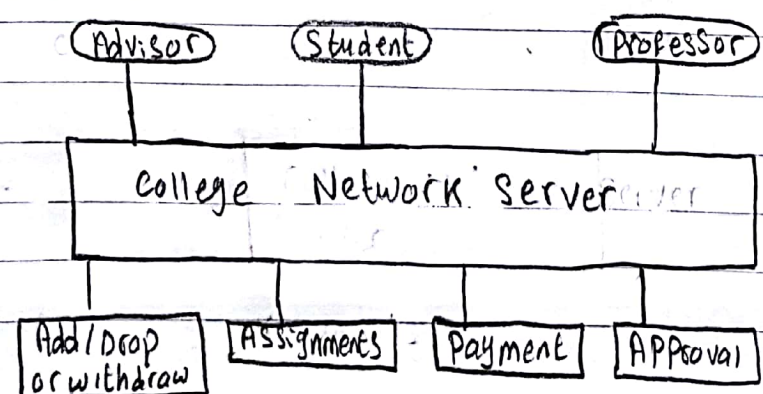 Advisor
Student
Professor
College Network Server
Add/Drop
or withdraw
Assignments
Payment
Approval